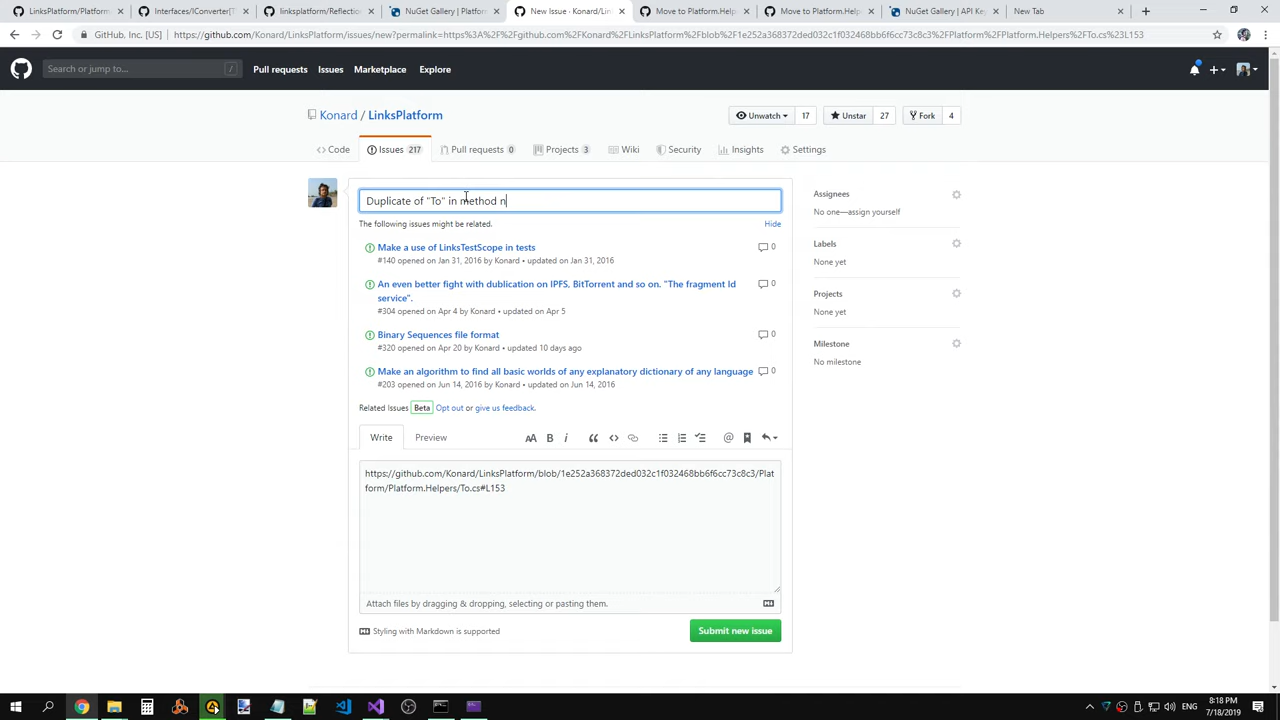 LinksPlatform/Platform.
Interfaces/IConverter[T
linksplatform/Reflection
NuGet Gallery | Platform
New Issue · Konard/Link
Move to Platform.Help
Move to Platform.Help
NuGet Gallery | API Key
New Tab
GitHub, Inc. [US] | https://github.com/Konard/LinksPlatform/issues/new?permalink=https%3A%2F%2Fgithub.com%2FKonard%2FLinksPlatform%2Fblob%2F1e252a368372ded032c1f032468bb6f6cc73c8c3%2FPlatform%2FPlatform.Helpers%2FTo.cs%23L153
Search or jump to...
/
Pull requests
Issues
Marketplace
Explore
Konard / LinksPlatform
Unwatch 17
Unstar 27
Fork 4
Code
Issues 217
Pull requests 0
Projects 3
Wiki
Security
Insights
Settings
Duplicate of "To" in method n
The following issues might be related.
Hide
Make a use of LinksTestScope in tests
0
#140 opened on Jan 31, 2016 by Konard • updated on Jan 31, 2016
An even better fight with dublication on IPFS, BitTorrent and so on. "The fragment Id
service".
0
#304 opened on Apr 4 by Konard • updated on Apr 5
Binary Sequences file format
0
#320 opened on Apr 20 by Konard • updated 10 days ago
Make an algorithm to find all basic worlds of any explanatory dictionary of any language
0
#203 opened on Jun 14, 2016 by Konard • updated on Jun 14, 2016
Related Issues Beta Opt out or give us feedback.
Write
Preview
AA B i
https://github.com/Konard/LinksPlatform/blob/1e252a368372ded032c1f032468bb6f6cc73c8c3/Plat
form/Platform.Helpers/To.cs#L153
Attach files by dragging & dropping, selecting or pasting them.
Styling with Markdown is supported
Submit new issue
Assignees
No one—assign yourself
Labels
None yet
Projects
None yet
Milestone
No milestone
8:18 PM
7/18/2019